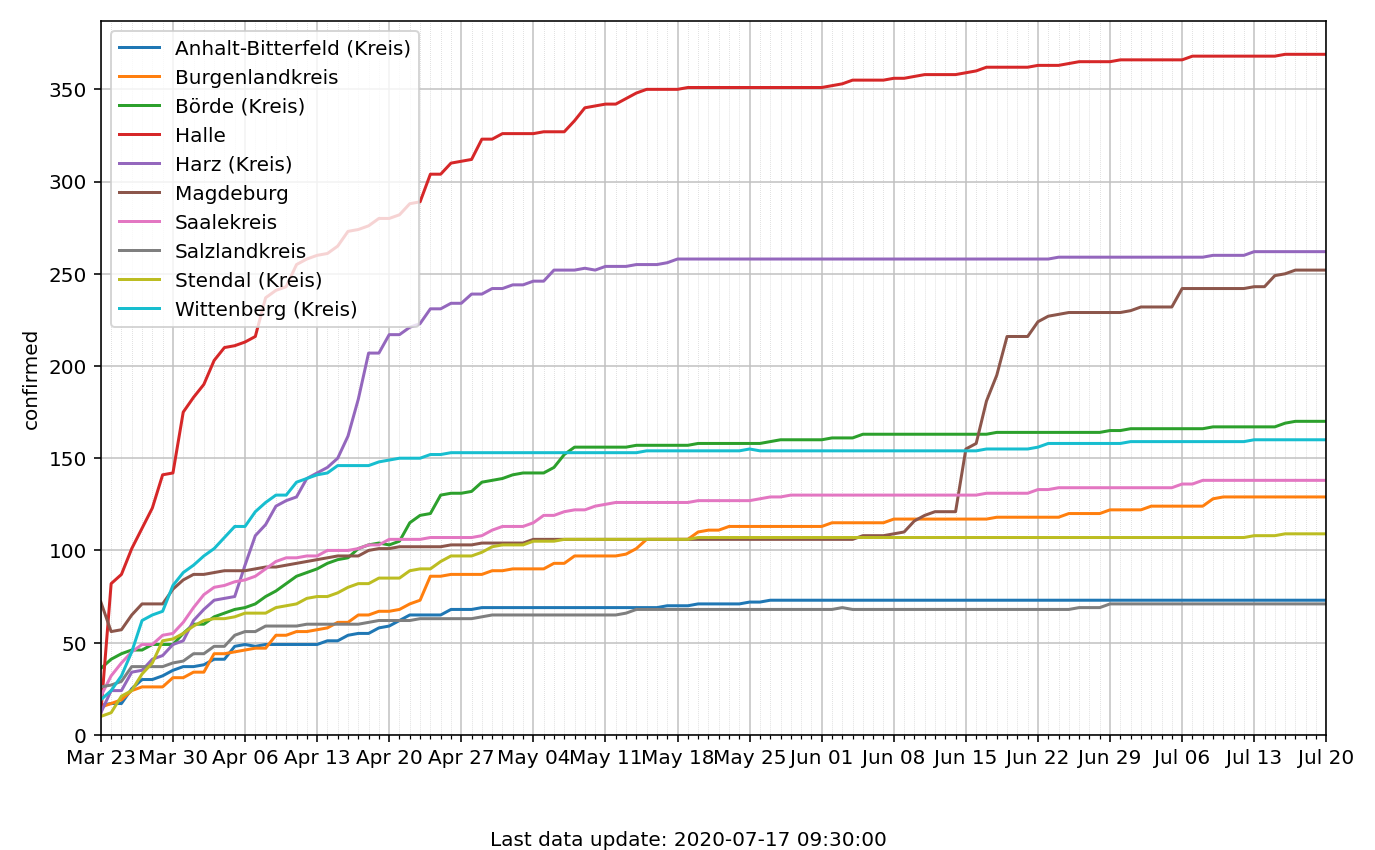 Anhalt-Bitterfeld (Kreis)
Burgenlandkreis
Börde (Kreis)
Halle
Harz (Kreis)
Magdeburg
Saalekreis
Salzlandkreis
Stendal (Kreis)
Wittenberg (Kreis)
confirmed
350
300
250
200
150
100
50
0
Mar 23 Mar 30 Apr 06 Apr 13 Apr 20 Apr 27 May 04 May 11 May 18 May 25 Jun 01 Jun 08 Jun 15 Jun 22 Jun 29 Jul 06 Jul 13 Jul 20
Last data update: 2020-07-17 09:30:00